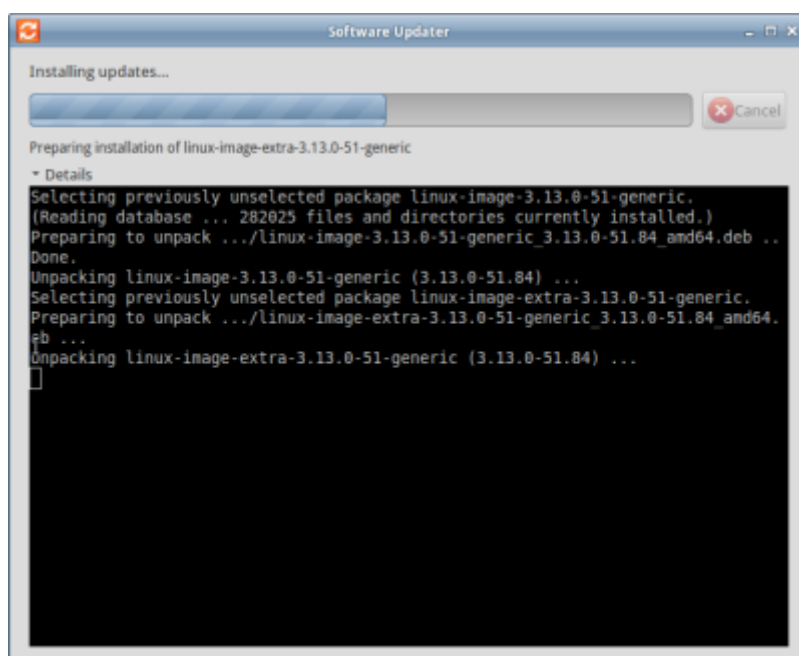 Software Updater
Installing updates...
Cancel
Preparing installation of linux-image-extra-3.13.0-51-generic
Details
Selecting previously unselected package linux-image-3.13.0-51-generic.
(Reading database ... 282025 files and directories currently installed.)
Preparing to unpack .../linux-image-3.13.0-51-generic_3.13.0-51.84_amd64.deb ..
Done.
Unpacking linux-image-3.13.0-51-generic (3.13.0-51.84) ...
Selecting previously unselected package linux-image-extra-3.13.0-51-generic.
Preparing to unpack .../linux-image-extra-3.13.0-51-generic_3.13.0-51.84_amd64.
eb ...
Unpacking linux-image-extra-3.13.0-51-generic (3.13.0-51.84) ...